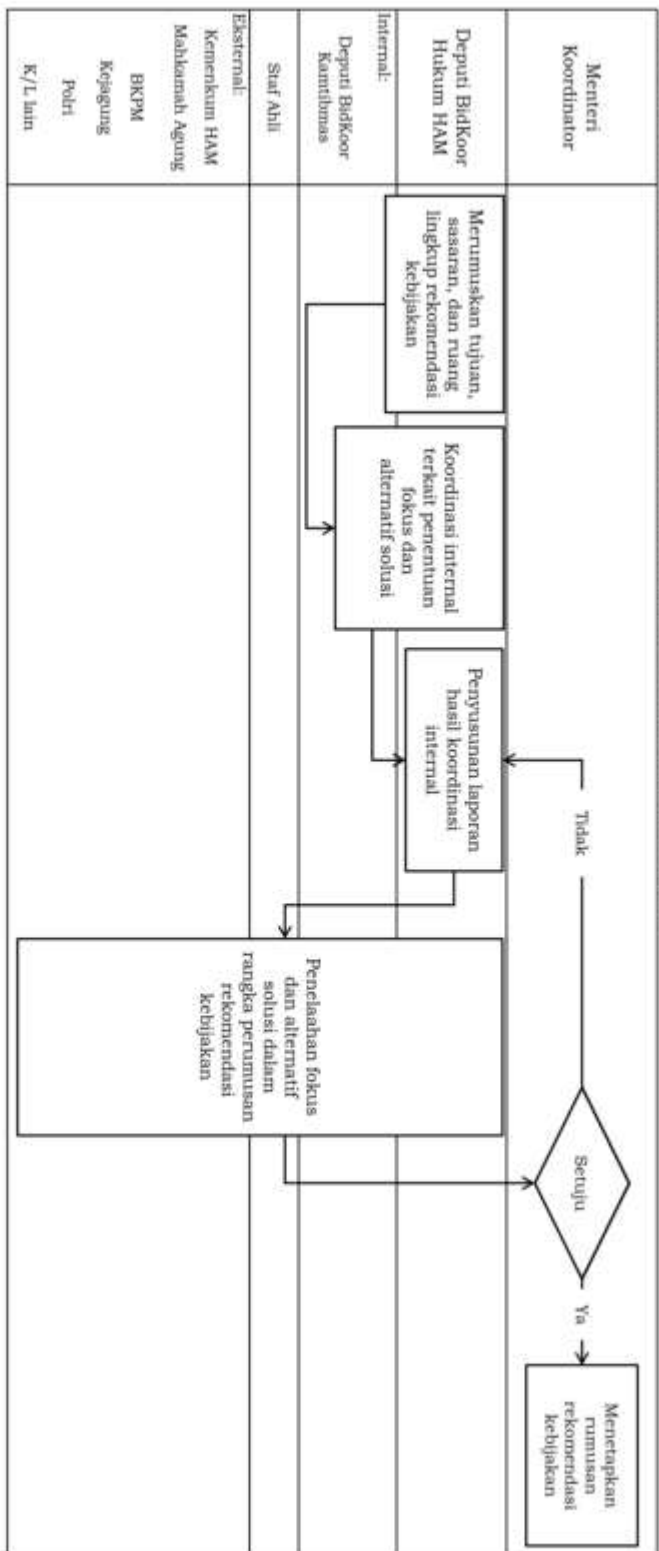 Menteri
Koordinator
Deputi BidKoor
Hukum HAM
Internal:
Deputi BidKoor
Kamtibmas
Staf Ahli
Eksternal:
Kemenkum HAM
Mahkamah Agung
BKPM
Kejagung
Polri
K/L lain
Merumuskan tujuan,
sasaran, dan ruang
lingkup rekomendasi
kebijakan
Koordinasi internal
terkait penentuan
fokus dan
alternatif solusi
Penyusunan laporan
hasil koordinasi
internal
Penelaahan fokus
dan alternatif
solusi dalam
rangka perumusan
rekomendasi
kebijakan
Tidak
Setuju
Ya
Menetapkan
rumusan
rekomendasi
kebijakan